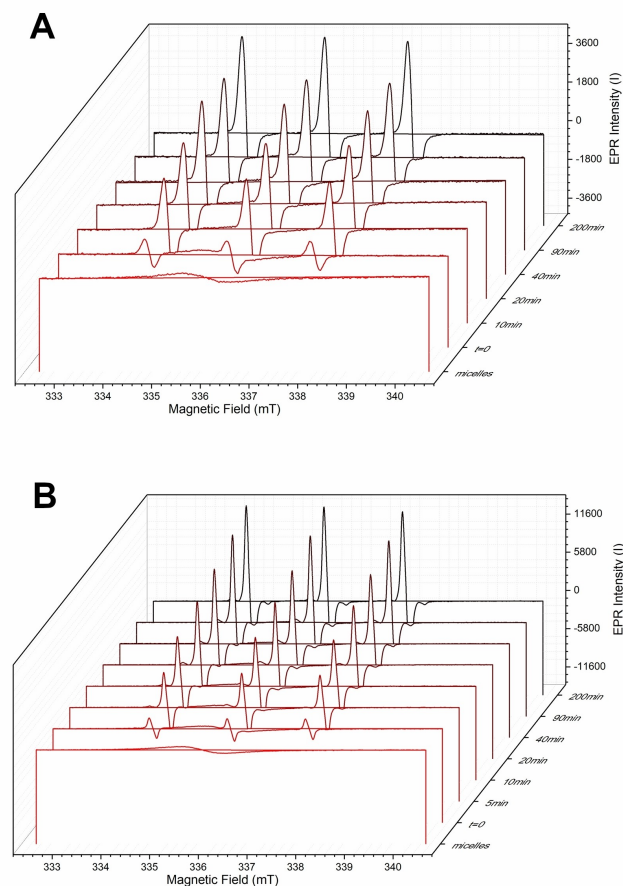 A
3600
1800
0
-1800
-3600
EPR Intensity (I)
200min
90min
40min
20min
10min
t=0
micelles
333 334 335 336 337 338 339 340
Magnetic Field (mT)
B
11600
5800
0
-5800
-11600
EPR Intensity (I)
200min
90min
40min
20min
10min
5min
t=0
micelles
333 334 335 336 337 338 339 340
Magnetic Field (mT)